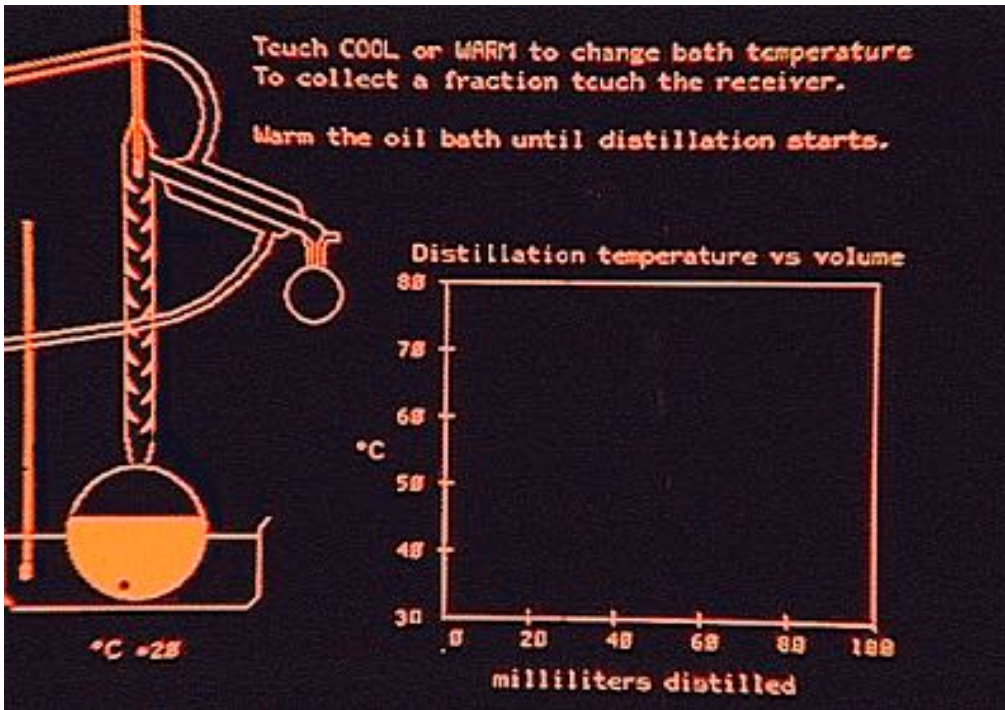 Touch COOL or WARM to change bath temperature
To collect a fraction touch the receiver.
Warm the oil bath until distillation starts.
Distillation temperature vs volume
80
70
60
°C
50
40
30
0 20 40 60 80 100
milliliters distilled
°C =20